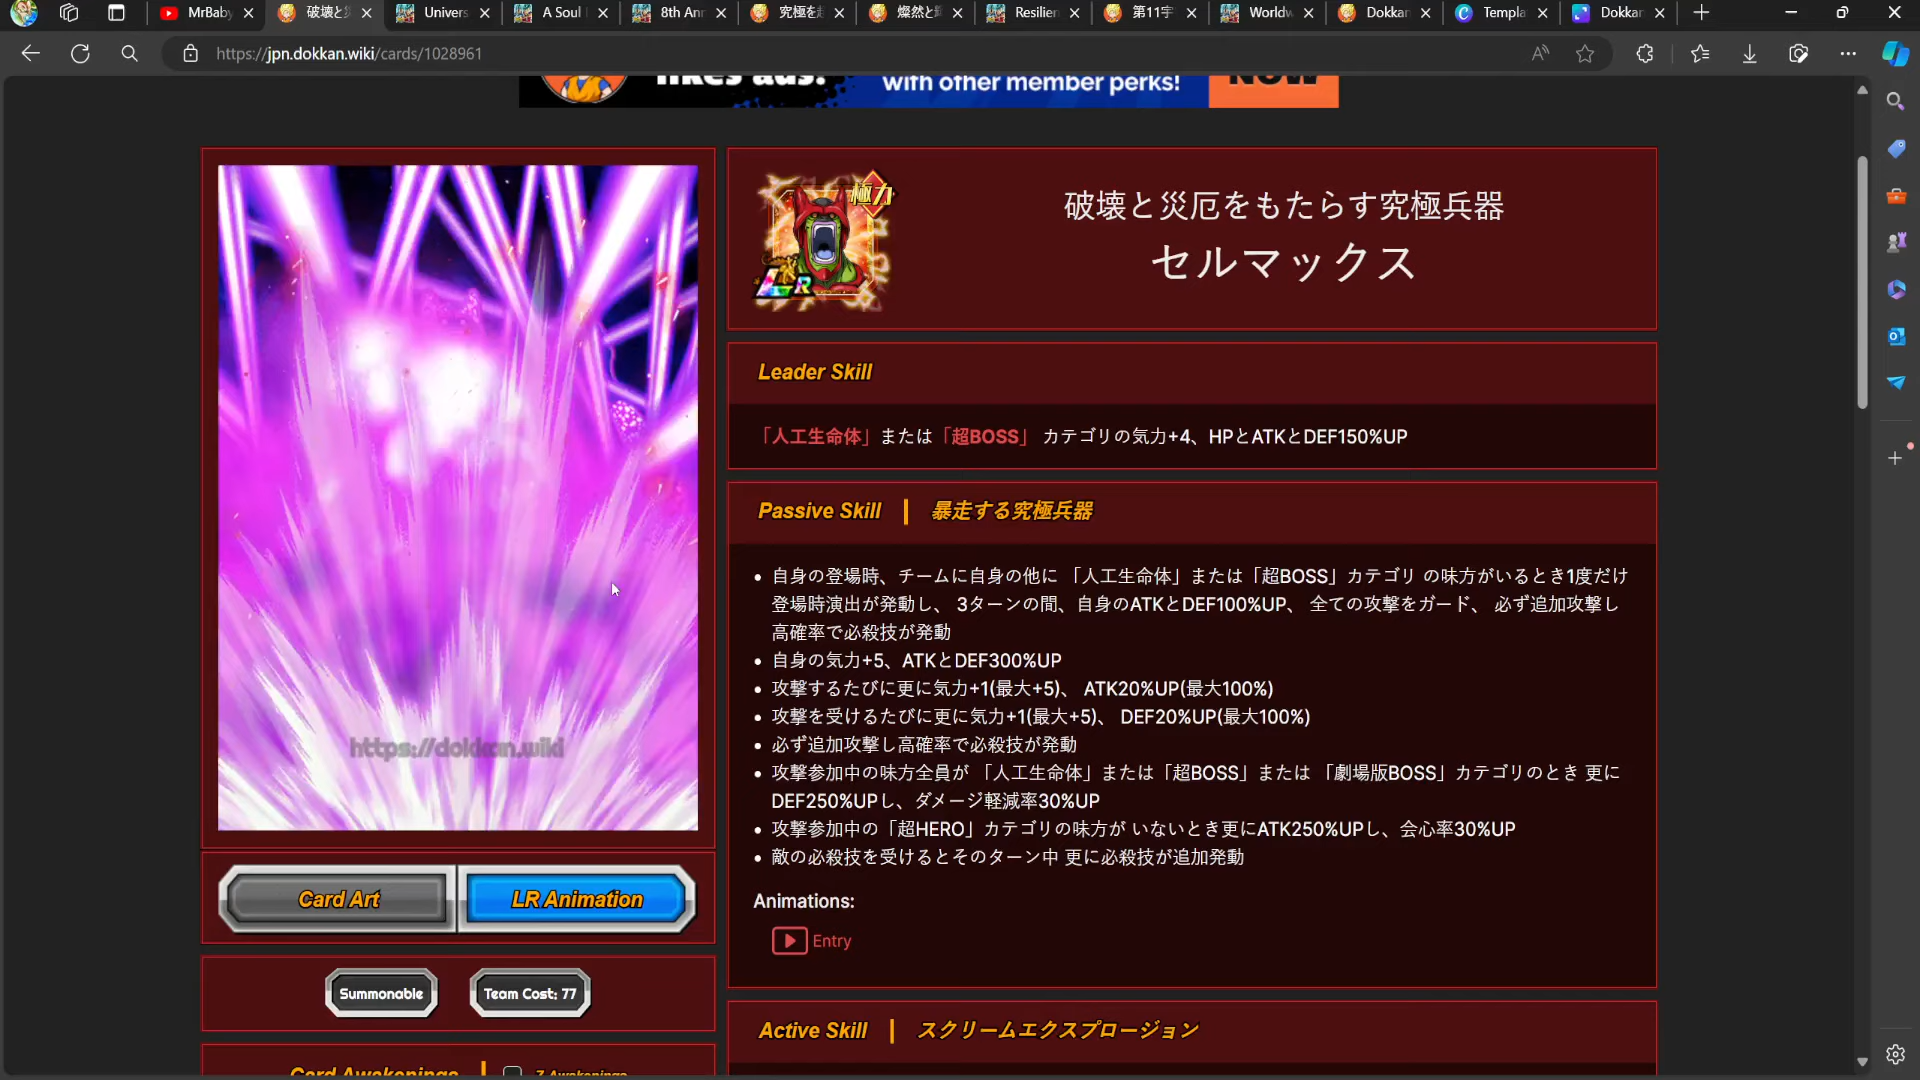 MrBaby
破壊と災
Univers
A Soul
8th Ann
究極を超
燦然と輝
Resilien
第11宇
Worldw
Dokkan
Templa
Dokkan
https://jpn.dokkan.wiki/cards/1028961
likes ads!
with other member perks!
NOW
極力
LR
破壊と災厄をもたらす究極兵器
セルマックス
Leader Skill
「人工生命体」または「超BOSS」 カテゴリの気力+4、HPとATKとDEF150%UP
Passive Skill | 暴走する究極兵器
• 自身の登場時、チームに自身の他に 「人工生命体」または「超BOSS」カテゴリ の味方がいるとき1度だけ
登場時演出が発動し、 3ターンの間、自身のATKとDEF100%UP、 全ての攻撃をガード、 必ず追加攻撃し
高確率で必殺技が発動
• 自身の気力+5、ATKとDEF300%UP
• 攻撃するたびに更に気力+1(最大+5)、 ATK20%UP(最大100%)
• 攻撃を受けるたびに更に気力+1(最大+5)、 DEF20%UP(最大100%)
• 必ず追加攻撃し高確率で必殺技が発動
• 攻撃参加中の味方全員が 「人工生命体」または「超BOSS」または 「劇場版BOSS」カテゴリのとき 更に
DEF250%UPし、ダメージ軽減率30%UP
• 攻撃参加中の「超HERO」カテゴリの味方が いないとき更にATK250%UPし、会心率30%UP
• 敵の必殺技を受けるとそのターン中 更に必殺技が追加発動
Animations:
Entry
https://dokkan.wiki
Card Art
LR Animation
Summonable
Team Cost: 77
Active Skill | スクリームエクスプロージョン
Card Awakenings | Z Awakenings